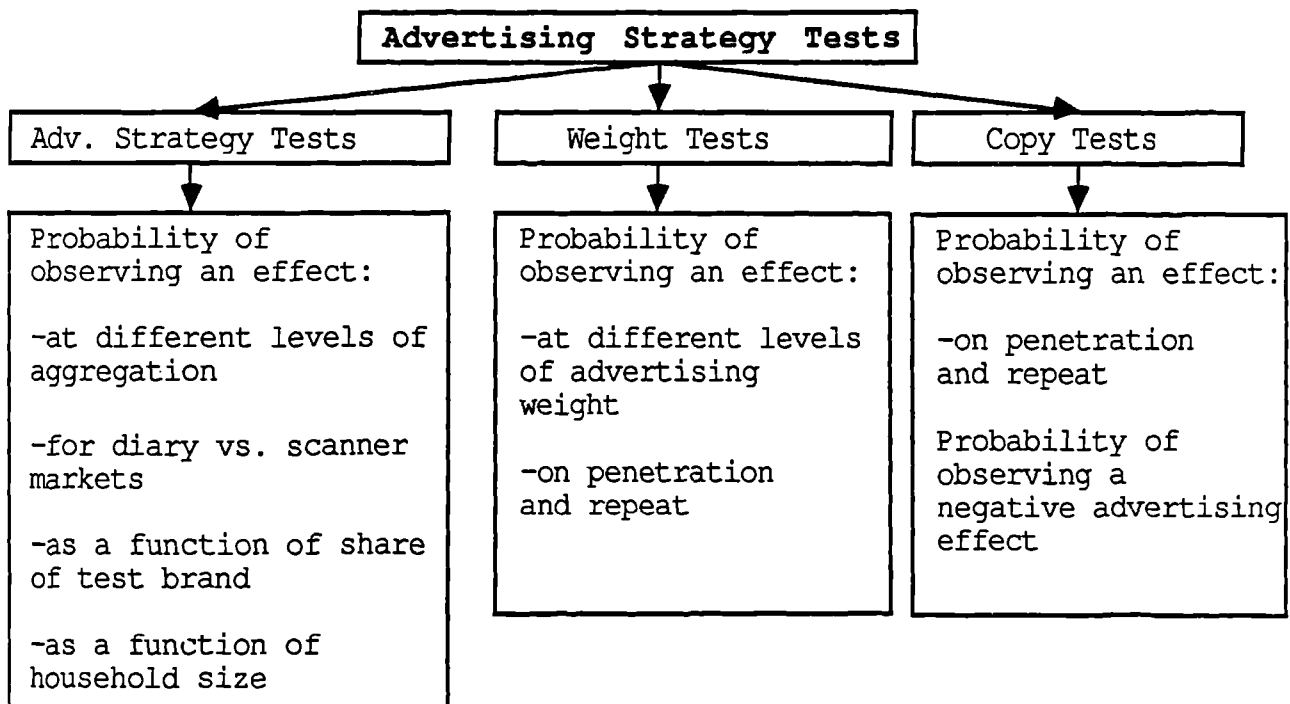 Advertising Strategy Tests
Adv. Strategy Tests
Weight Tests
Copy Tests
Probability of
observing an effect:
-at different levels of
aggregation
-for diary vs. scanner
markets
-as a function of share
of test brand
-as a function of
household size
Probability of
observing an effect:
-at different levels
of advertising
weight
-on penetration
and repeat
Probability of
observing an effect:
-on penetration
and repeat
Probability of
observing a
negative advertising
effect